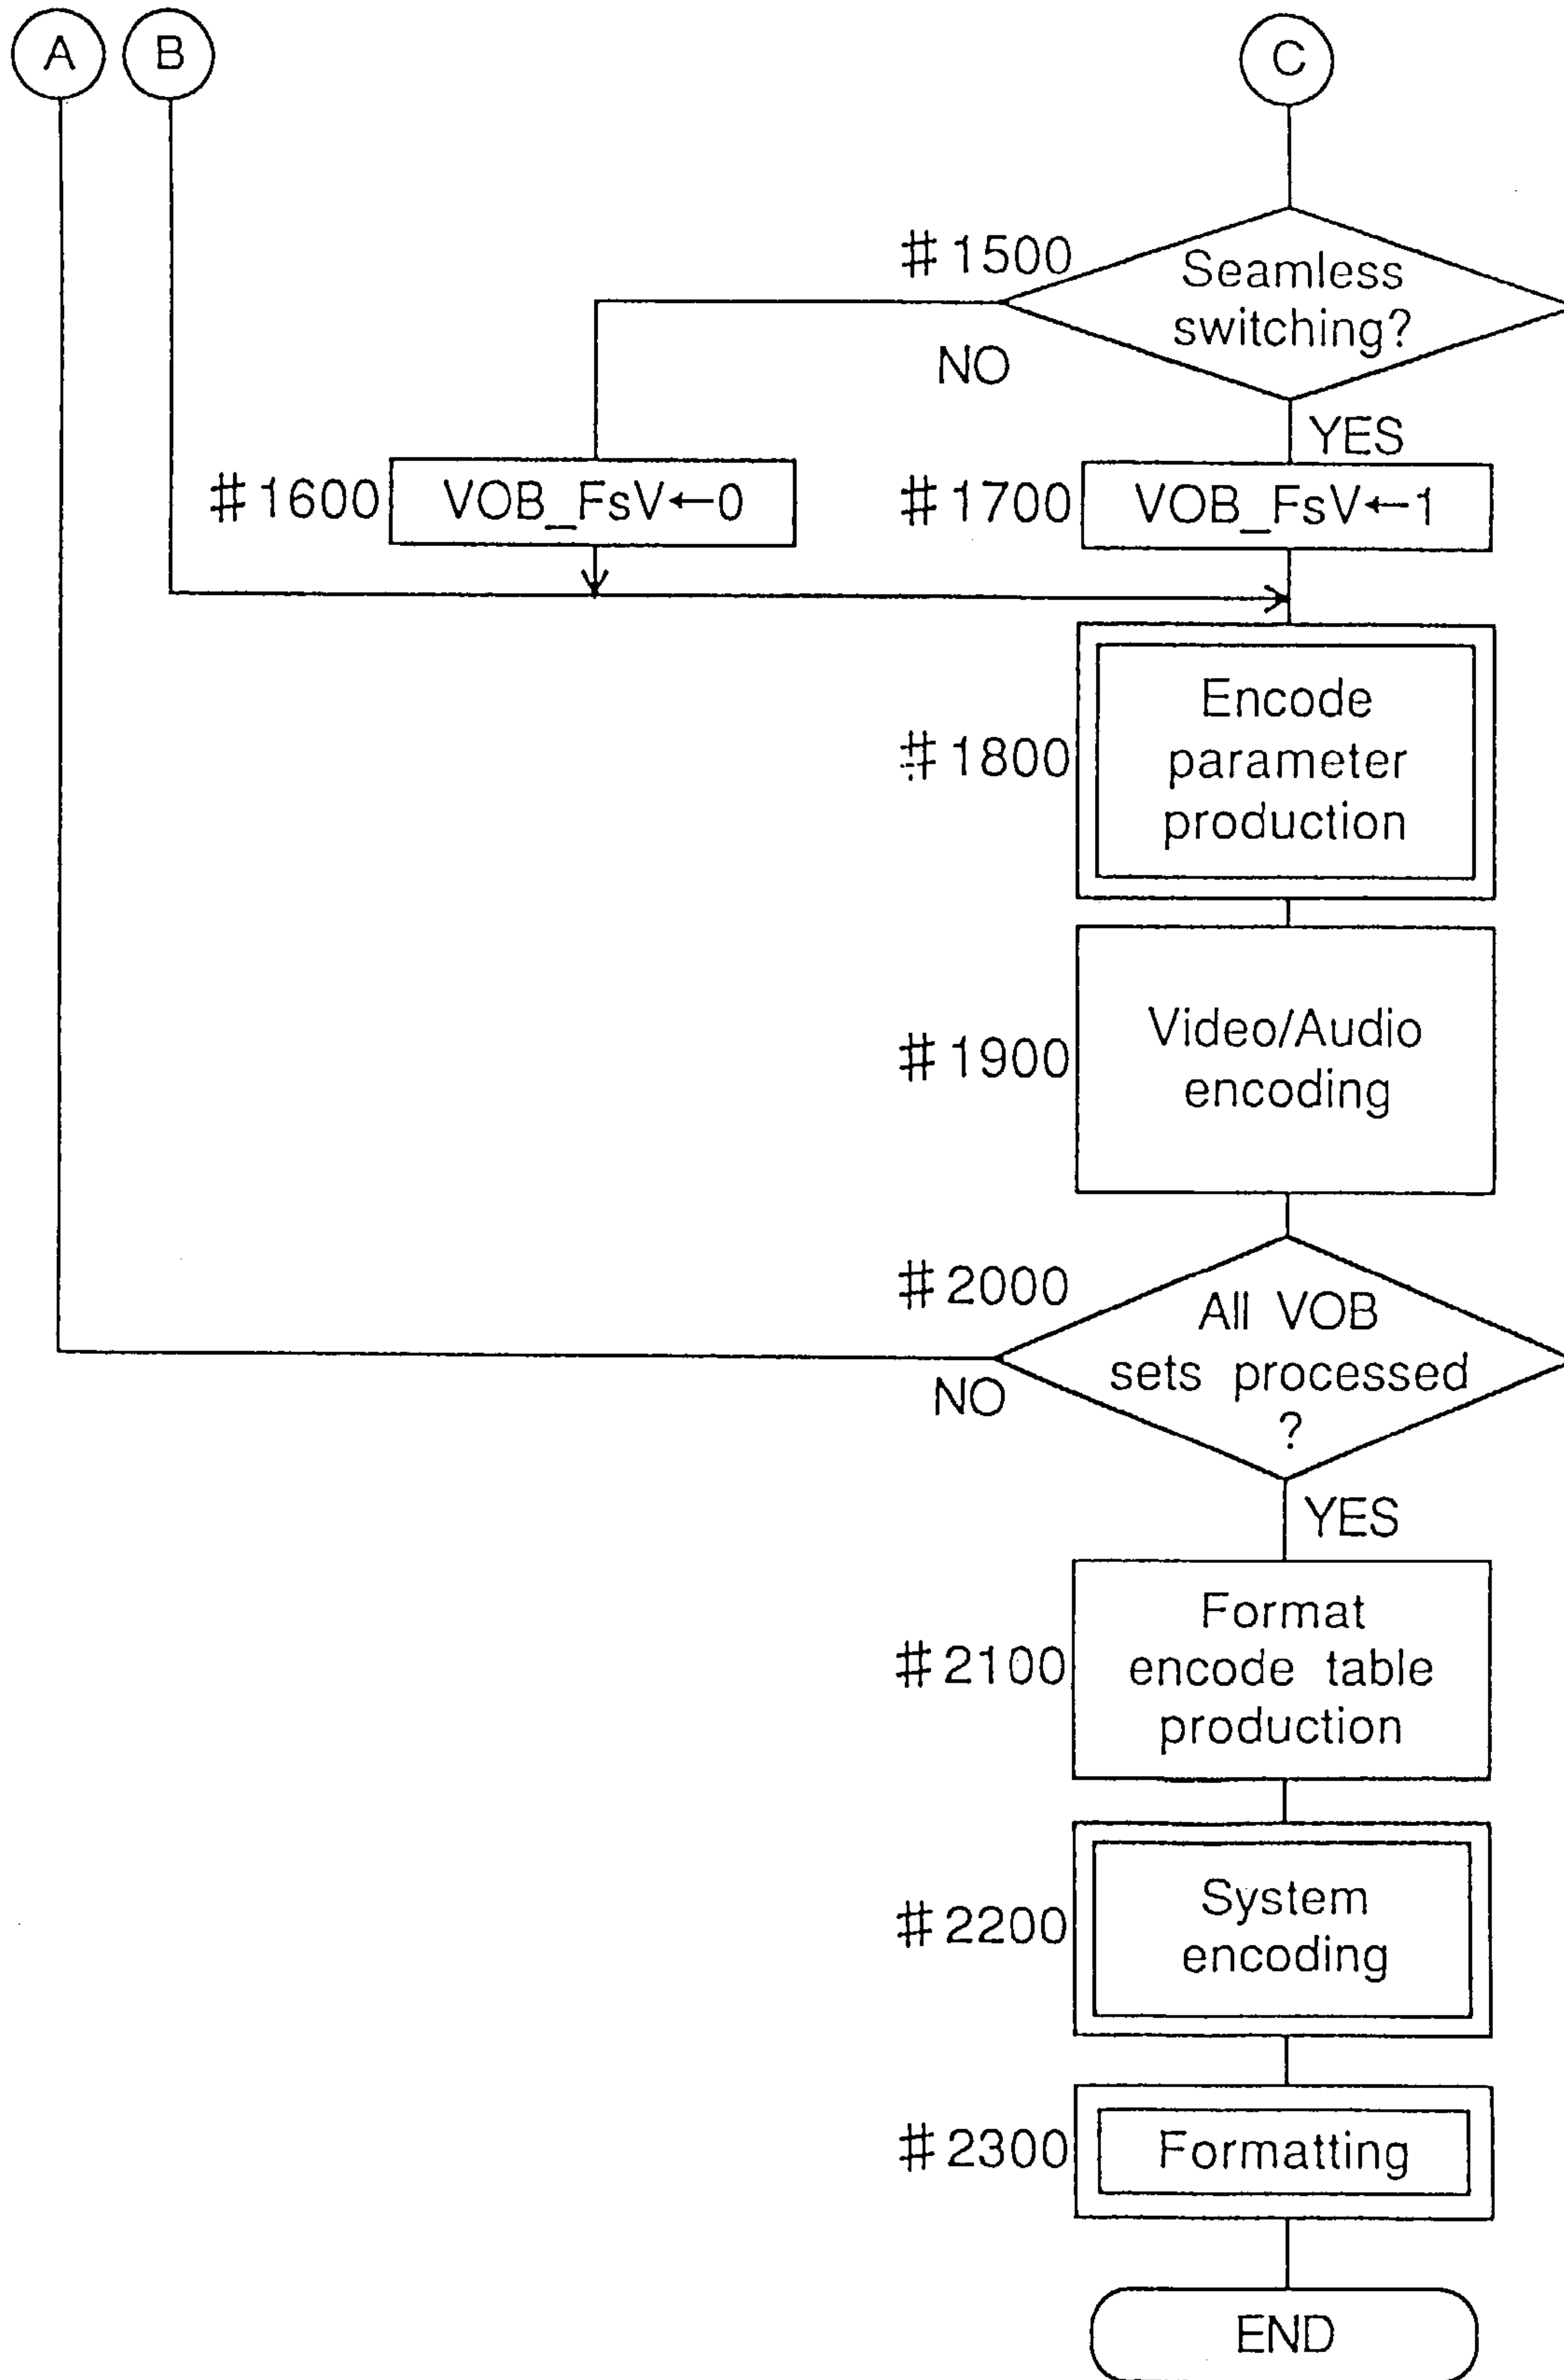 A B C
#1500
Seamless
switching?
NO
YES
#1600 VOB_FsV←0
#1700 VOB_FsV←1
#1800
Encode
parameter
production
#1900
Video/Audio
encoding
#2000
All VOB
sets processed
?
NO
YES
#2100
Format
encode table
production
#2200
System
encoding
#2300
Formatting
END